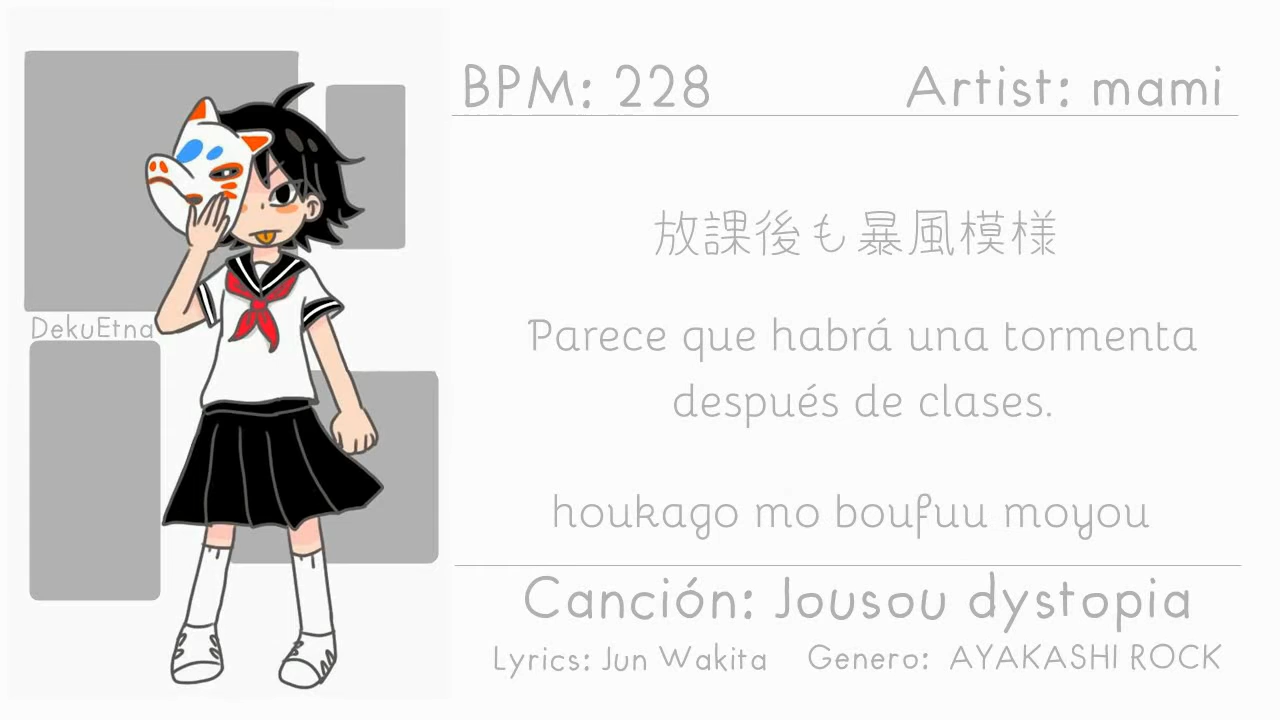 BPM: 228
Artist: mami
放課後も暴風模様
Parece que habrá una tormenta
después de clases.
houkago mo boufuu moyou
DekuEtna
Canción: Jousou dystopia
Lyrics: Jun Wakita
Genero: AYAKASHI ROCK